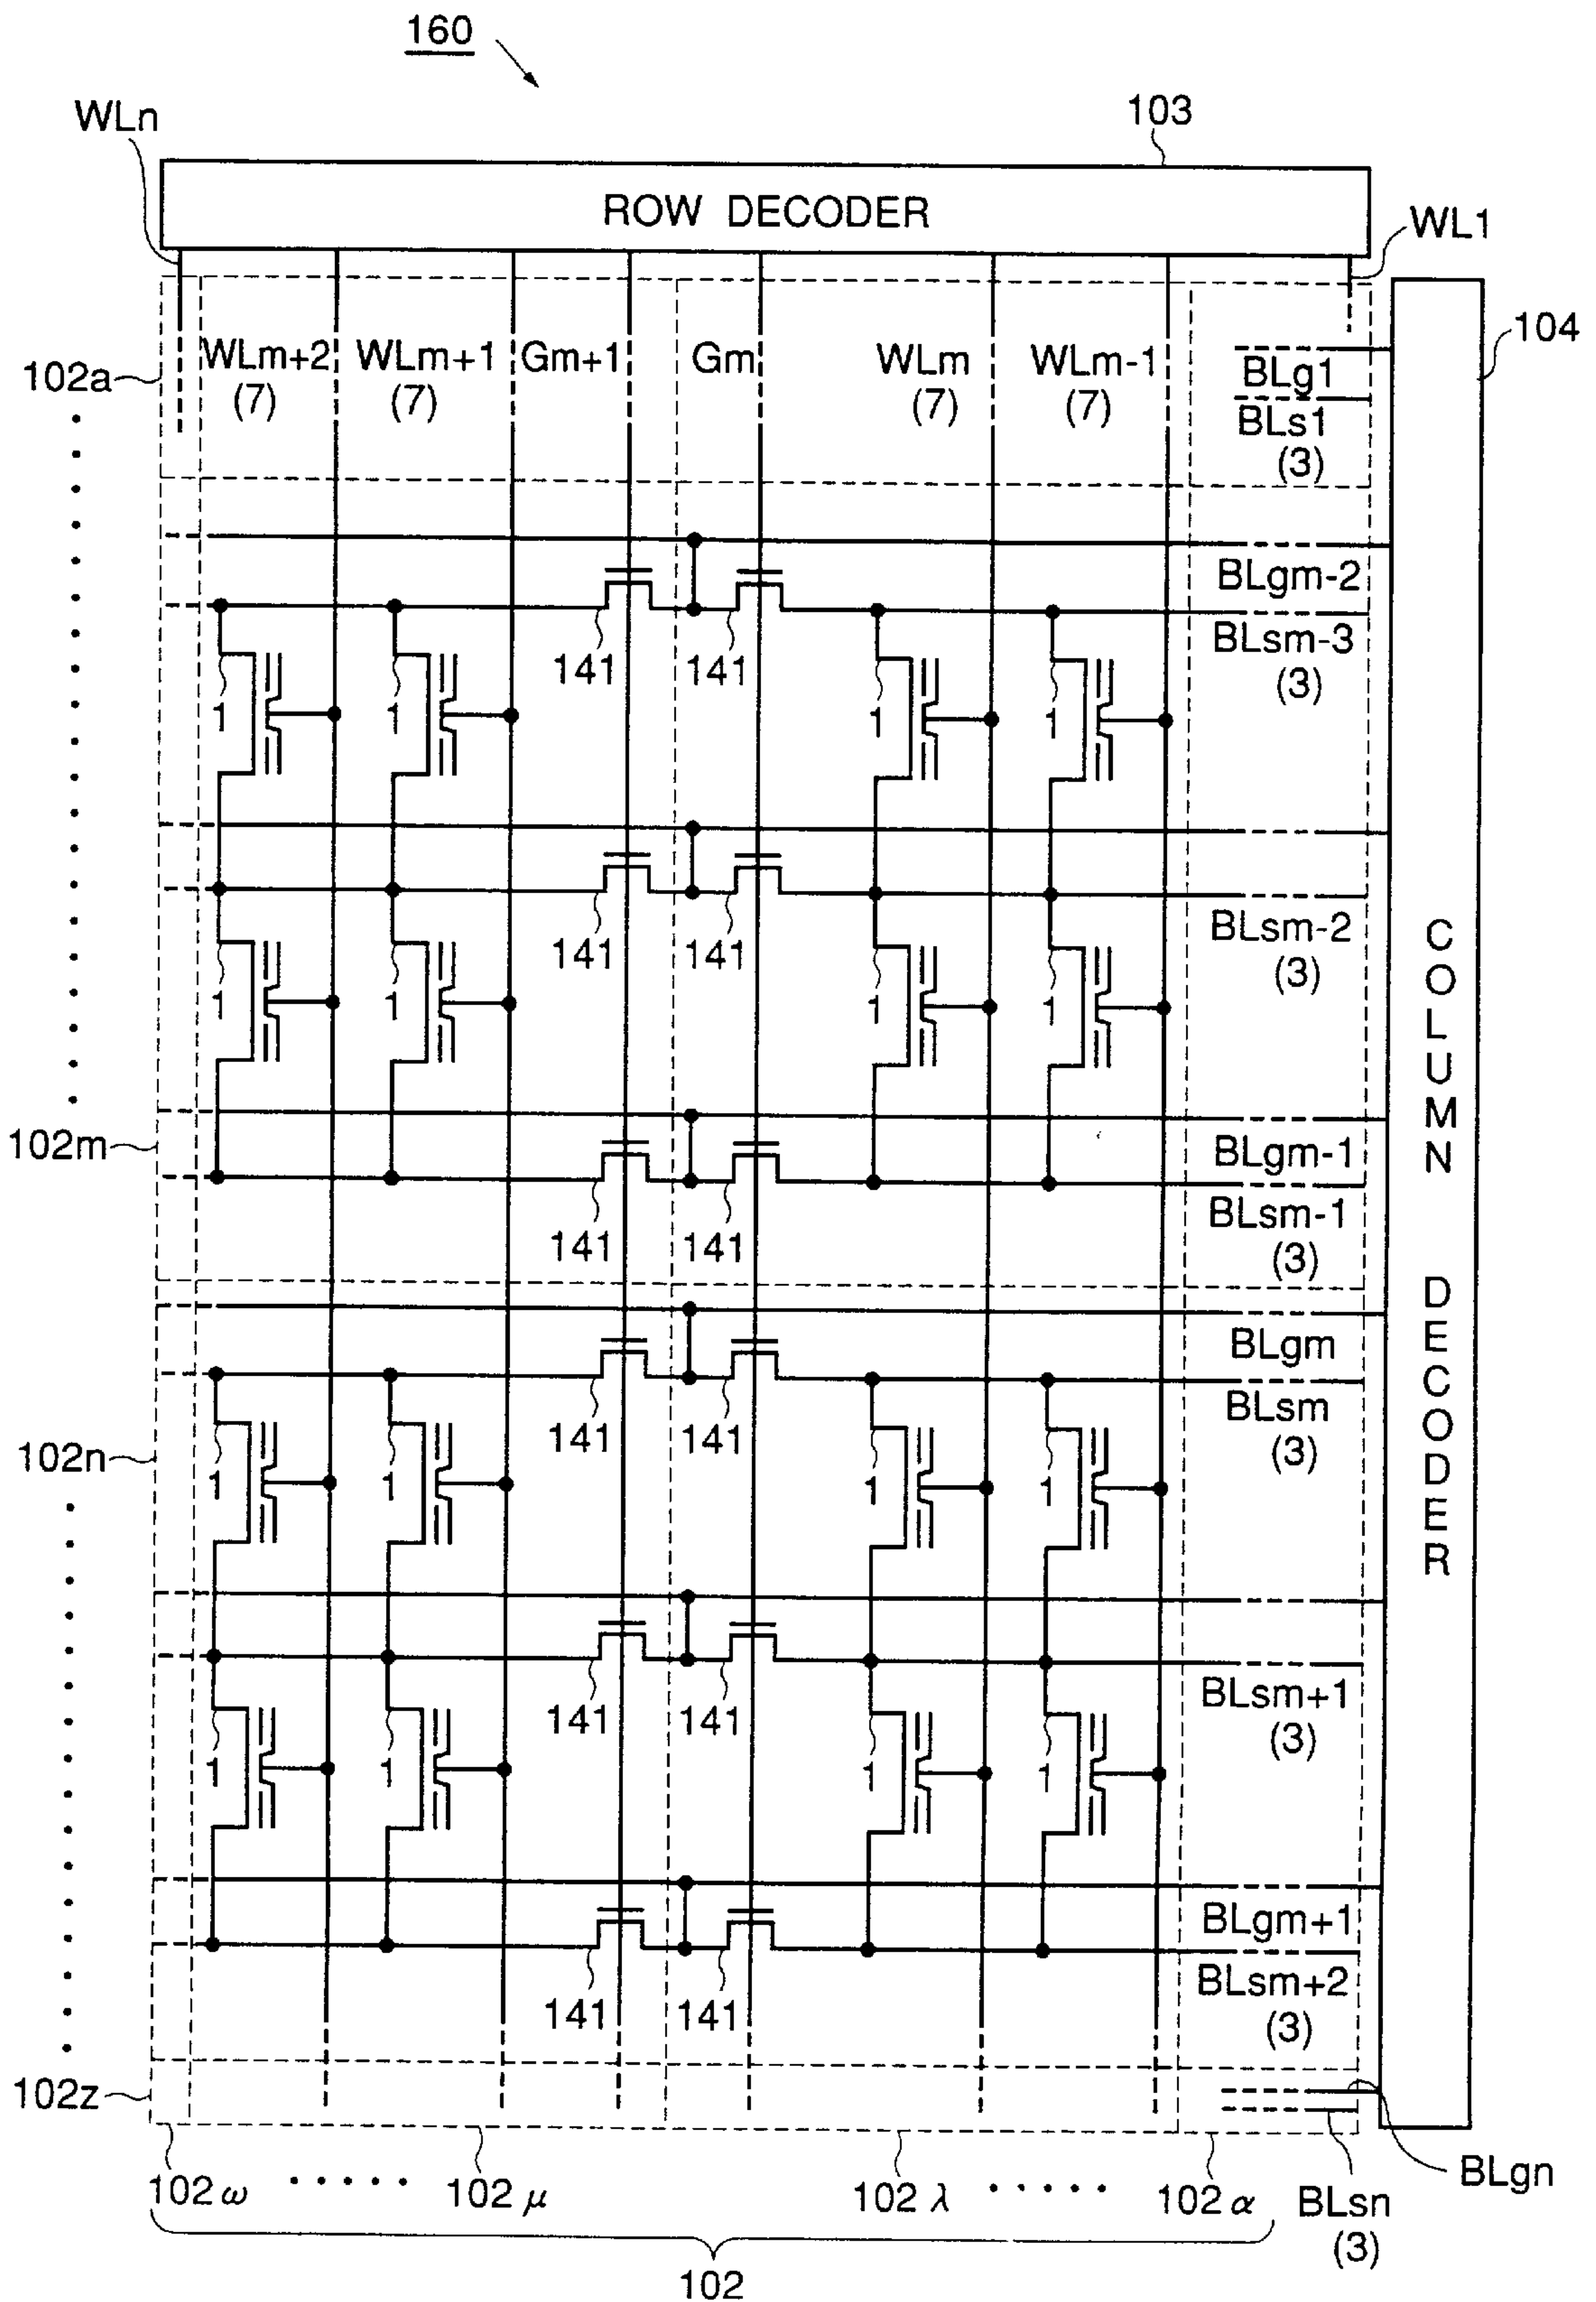 160
WLn
103
ROW DECODER
WL1
104
102a
WLm+2 WLm+1 Gm+1 Gm WLm WLm-1
(7) (7) (7) (7)
BLg1
BLs1
(3)
BLgm-2
141 141
BLsm-3
(3)
1 1 1 1
141 141
BLsm-2
(3)
1 1 1 1
COLUMN DECODER
102m
BLgm-1
141 141
BLsm-1
(3)
BLgm
141 141
BLsm
(3)
102n
1 1 1 1
141 141
BLsm+1
(3)
1 1 1 1
BLgm+1
141 141
BLsm+2
(3)
102z
102ω 102μ 102λ 102α
BLgn
BLsn
(3)
102